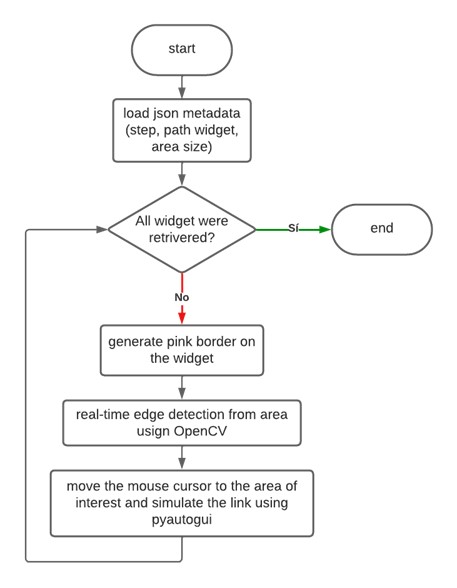 start
load json metadata
(step, path widget,
area size)
All widget were
retrivered?
Sí
end
No
generate pink border on
the widget
real-time edge detection from area
usign OpenCV
move the mouse cursor to the area of
interest and simulate the link using
pyautogui